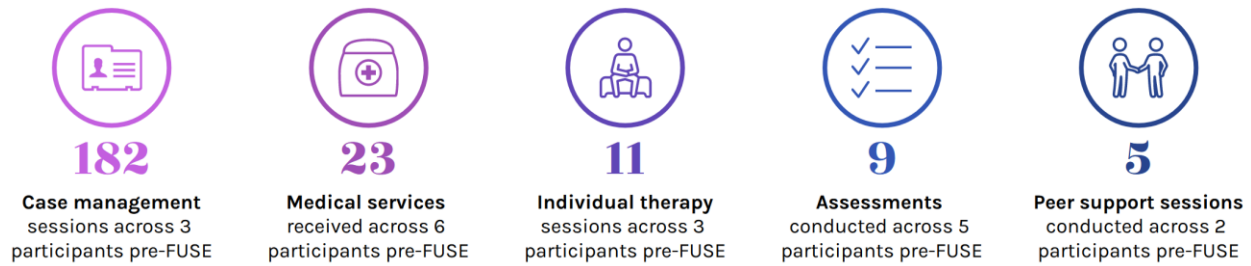 182
Case management
sessions across 3
participants pre-FUSE
23
Medical services
received across 6
participants pre-FUSE
11
Individual therapy
sessions across 3
participants pre-FUSE
9
Assessments
conducted across 5
participants pre-FUSE
5
Peer support sessions
conducted across 2
participants pre-FUSE